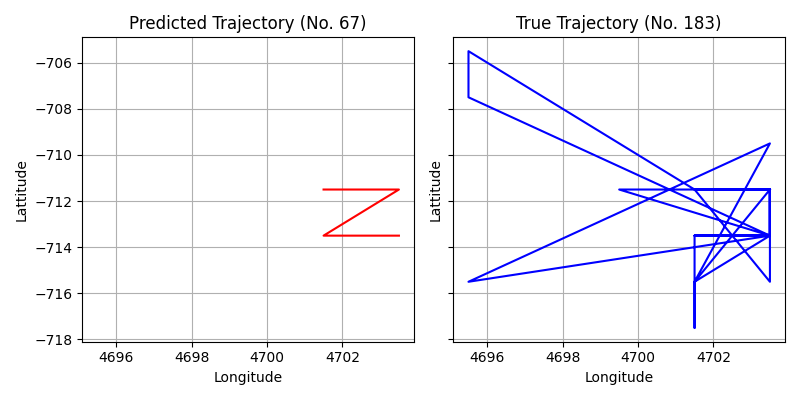 Predicted Trajectory (No. 67)
True Trajectory (No. 183)
−706
−708
−710
−712
−714
−716
−718
Lattitude
Lattitude
4696
4698
4700
4702
4696
4698
4700
4702
Longitude
Longitude